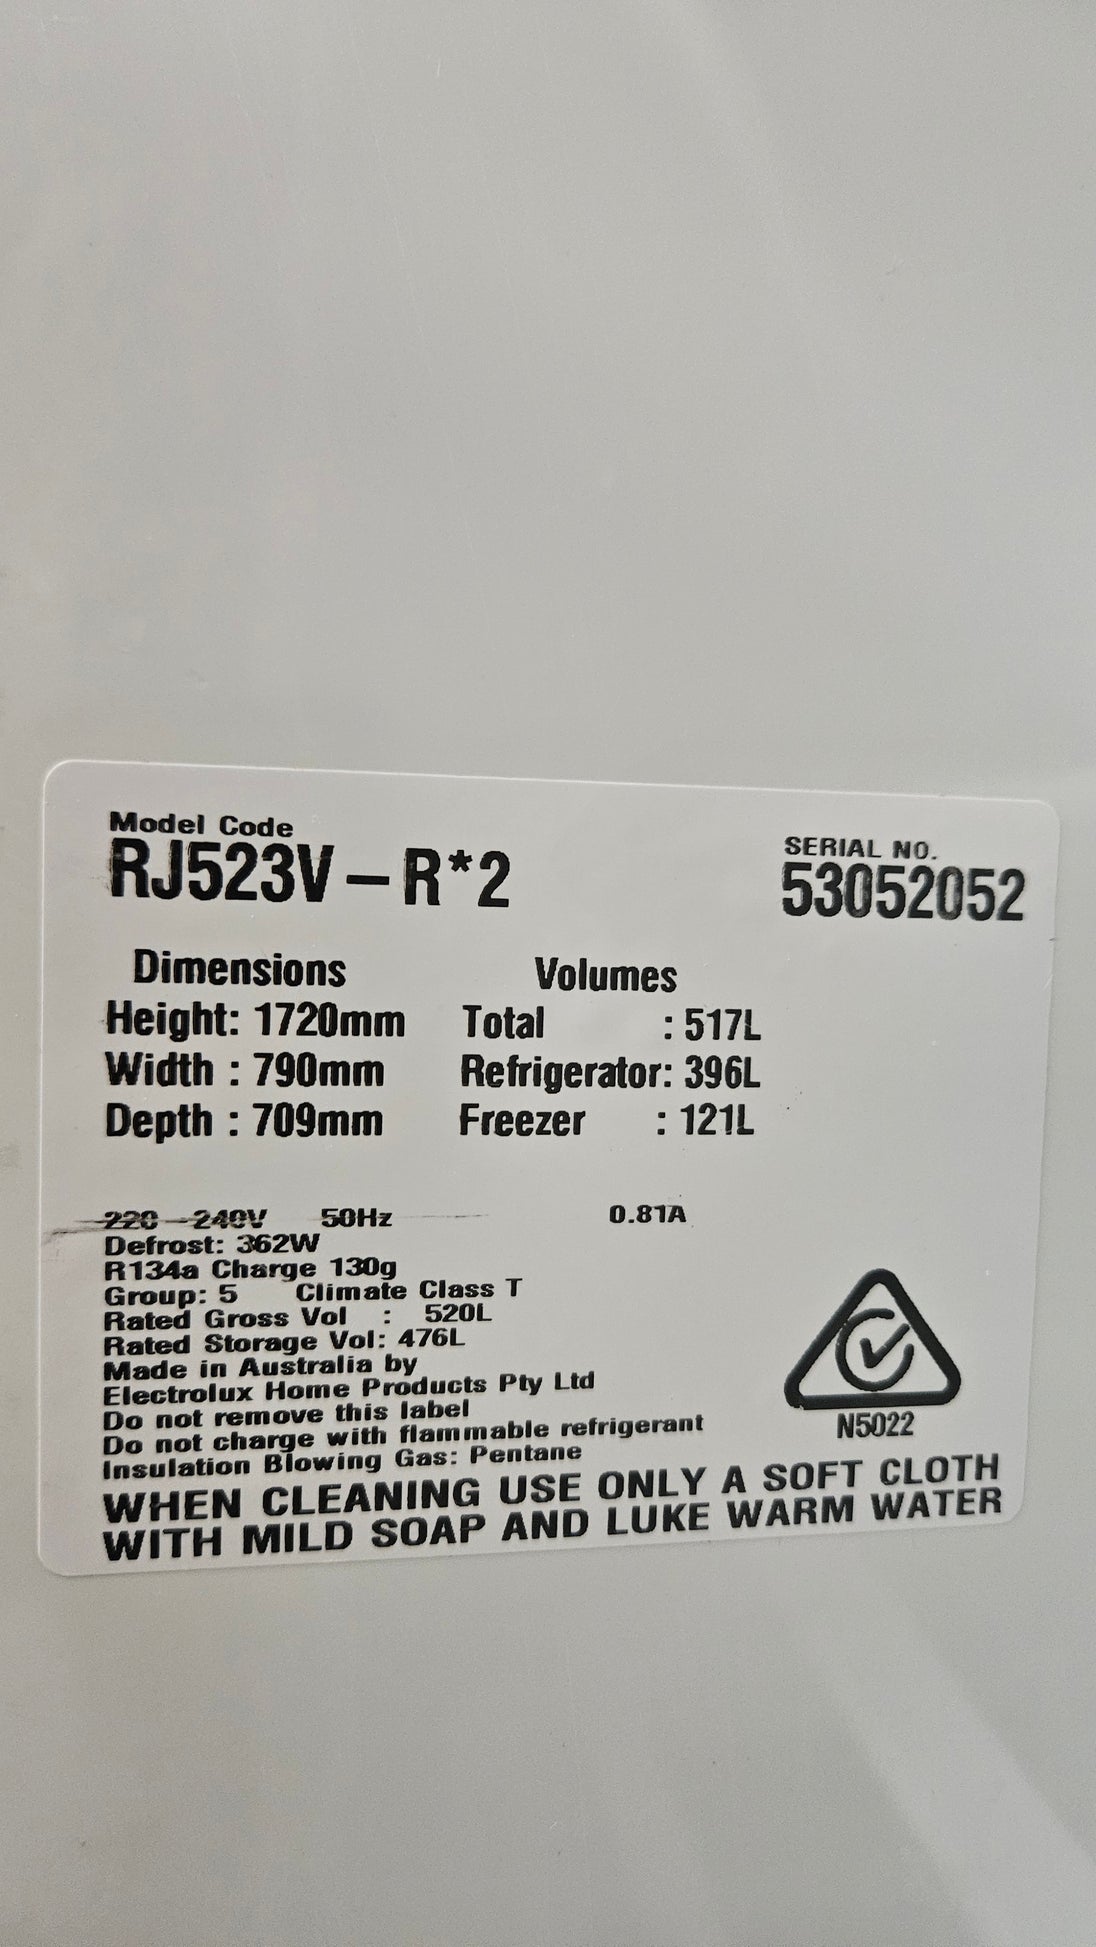 Model Code
RJ523V – R*2
SERIAL NO.
53052052
Dimensions
Height: 1720mm
Width : 790mm
Depth : 709mm
Volumes
Total : 517L
Refrigerator: 396L
Freezer : 121L
220 – 240V 50Hz 0.81A
Defrost: 362W
R134a Charge 130g
Group: 5 Climate Class T
Rated Gross Vol : 520L
Rated Storage Vol: 476L
Made in Australia by
Electrolux Home Products Pty Ltd
Do not remove this label
Do not charge with flammable refrigerant
Insulation Blowing Gas: Pentane
N5022
WHEN CLEANING USE ONLY A SOFT CLOTH
WITH MILD SOAP AND LUKE WARM WATER